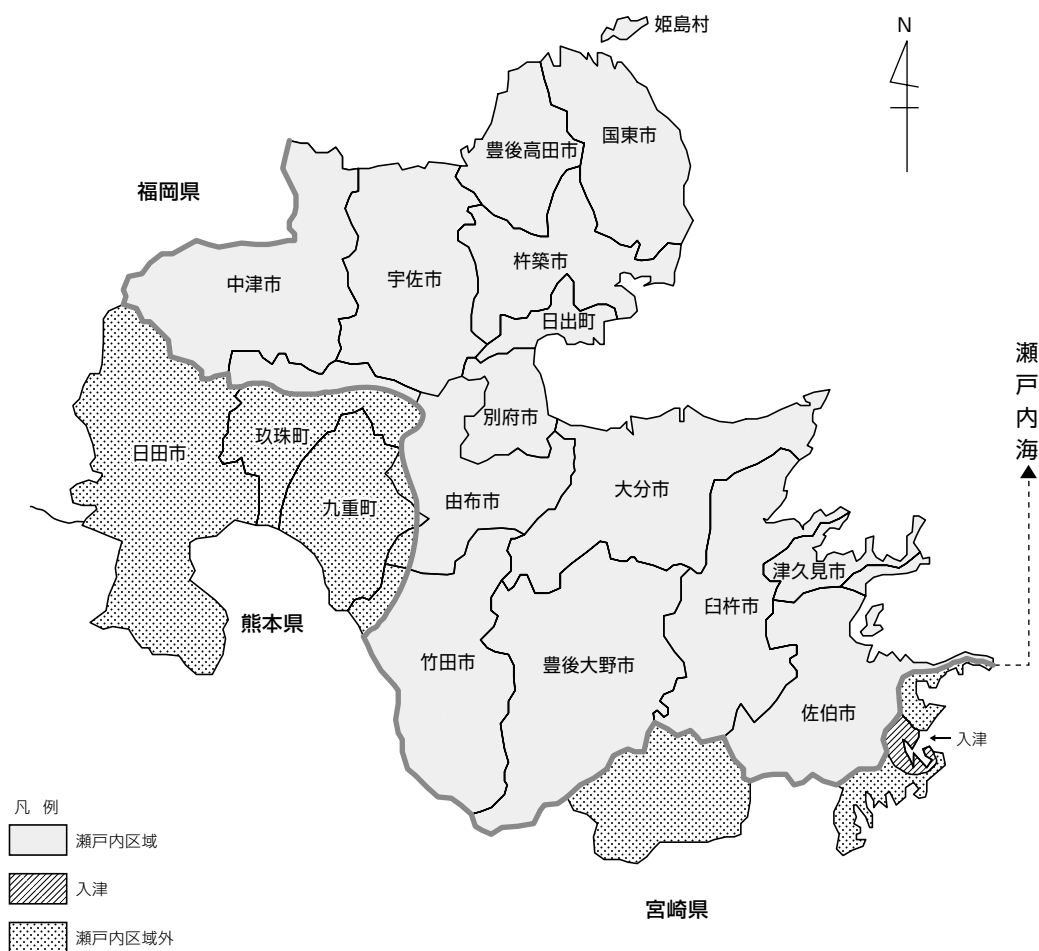 姫島村
N
国東市
豊後高田市
福岡県
杵築市
中津市
宇佐市
日出町
瀬戸内海
別府市
玖珠町
日田市
大分市
由布市
九重町
津久見市
臼杵市
熊本県
竹田市
豊後大野市
佐伯市
入津
凡 例
瀬戸内区域
入津
宮崎県
瀬戸内区域外